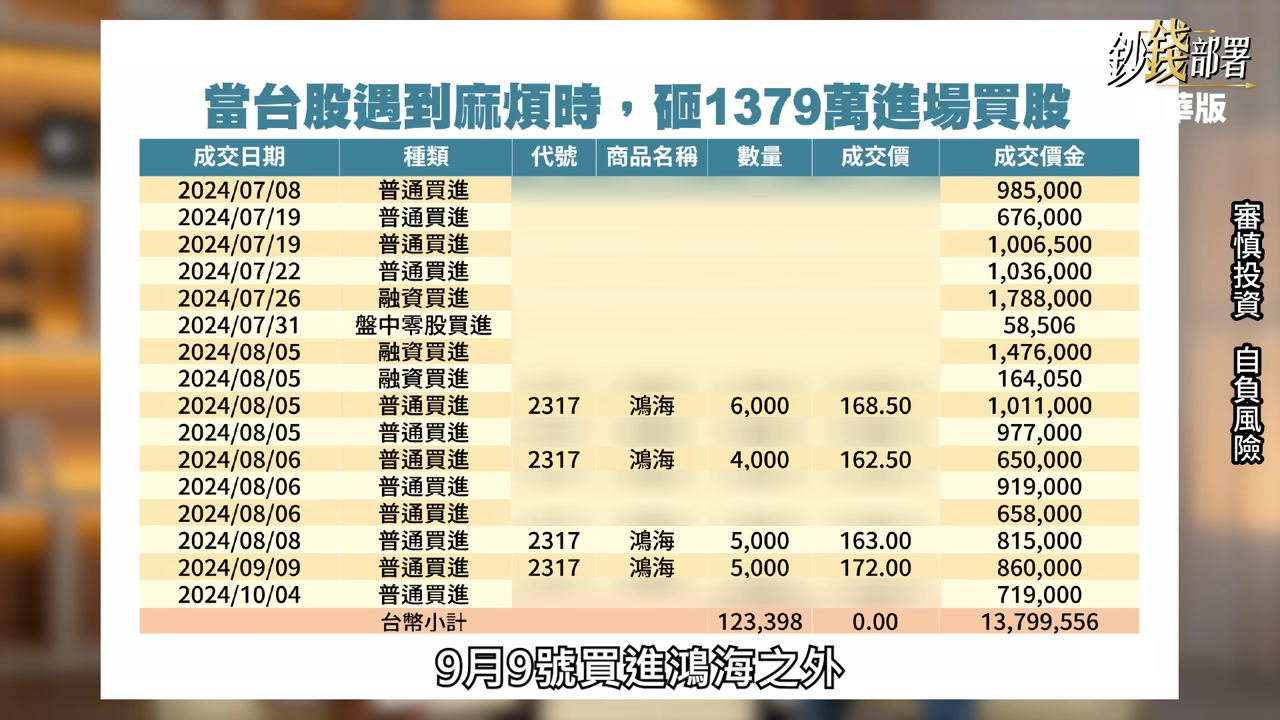 鈔錢部署
華版
當台股遇到麻煩時，砸1379萬進場買股
成交日期 種類 代號 商品名稱 數量 成交價 成交價金
2024/07/08 普通買進 985,000
2024/07/19 普通買進 676,000
2024/07/19 普通買進 1,006,500
2024/07/22 普通買進 1,036,000
2024/07/26 融資買進 1,788,000
2024/07/31 盤中零股買進 58,506
2024/08/05 融資買進 1,476,000
2024/08/05 融資買進 164,050
2024/08/05 普通買進 2317 鴻海 6,000 168.50 1,011,000
2024/08/05 普通買進 977,000
2024/08/06 普通買進 2317 鴻海 4,000 162.50 650,000
2024/08/06 普通買進 919,000
2024/08/06 普通買進 658,000
2024/08/08 普通買進 2317 鴻海 5,000 163.00 815,000
2024/09/09 普通買進 2317 鴻海 5,000 172.00 860,000
2024/10/04 普通買進 719,000
台幣小計 123,398 0.00 13,799,556
審慎投資 自負風險
9月9號買進鴻海之外